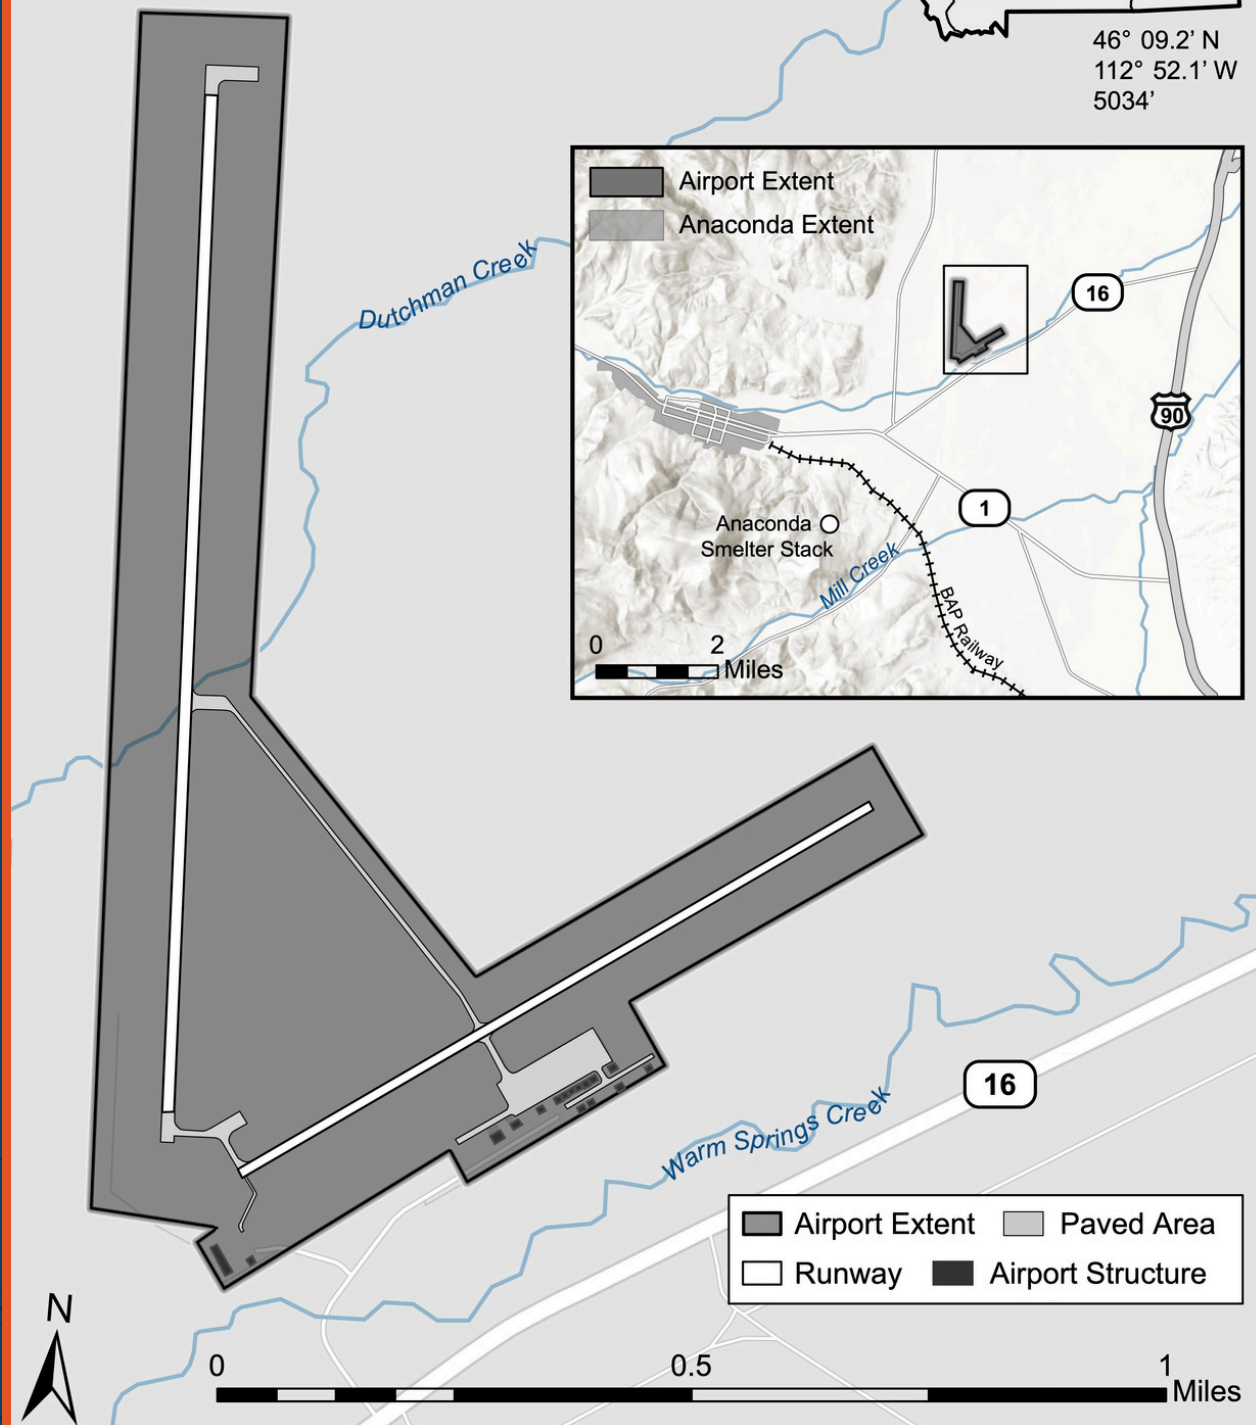 46° 09.2’ N
112° 52.1’ W
5034’
Airport Extent
Anaconda Extent
16
90
Anaconda
Smelter Stack
1
Mill Creek
BAP Railway
0 2
Miles
Dutchman Creek
16
Warm Springs Creek
Airport Extent Paved Area
Runway Airport Structure
N
0 0.5 1
Miles